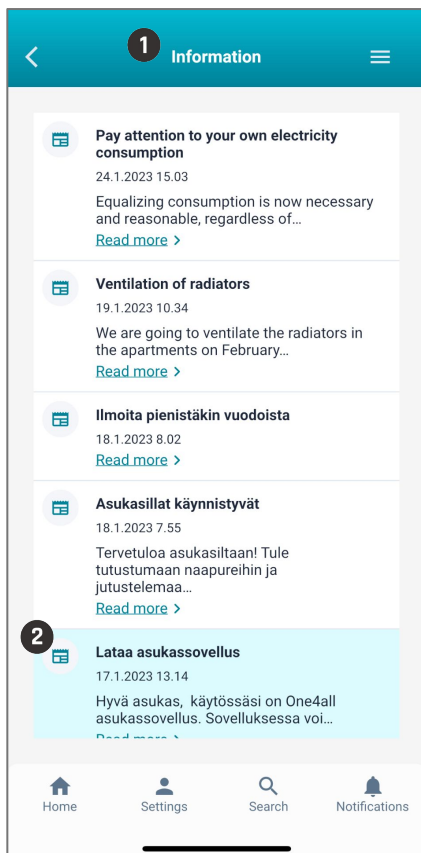 1
Information
Pay attention to your own electricity
consumption
24.1.2023 15.03
Equalizing consumption is now necessary
and reasonable, regardless of…
Read more >
Ventilation of radiators
19.1.2023 10.34
We are going to ventilate the radiators in
the apartments on February…
Read more >
Ilmoita pienistäkin vuodoista
18.1.2023 8.02
Read more >
Asukasillat käynnistyvät
18.1.2023 7.55
Tervetuloa asukasiltaan! Tule
tutustumaan naapureihin ja
jutustelemaa…
Read more >
2
Lataa asukassovellus
17.1.2023 13.14
Hyvä asukas,  käytössäsi on One4all
asukassovellus. Sovelluksessa voi…
Read more >
Home
Settings
Search
Notifications